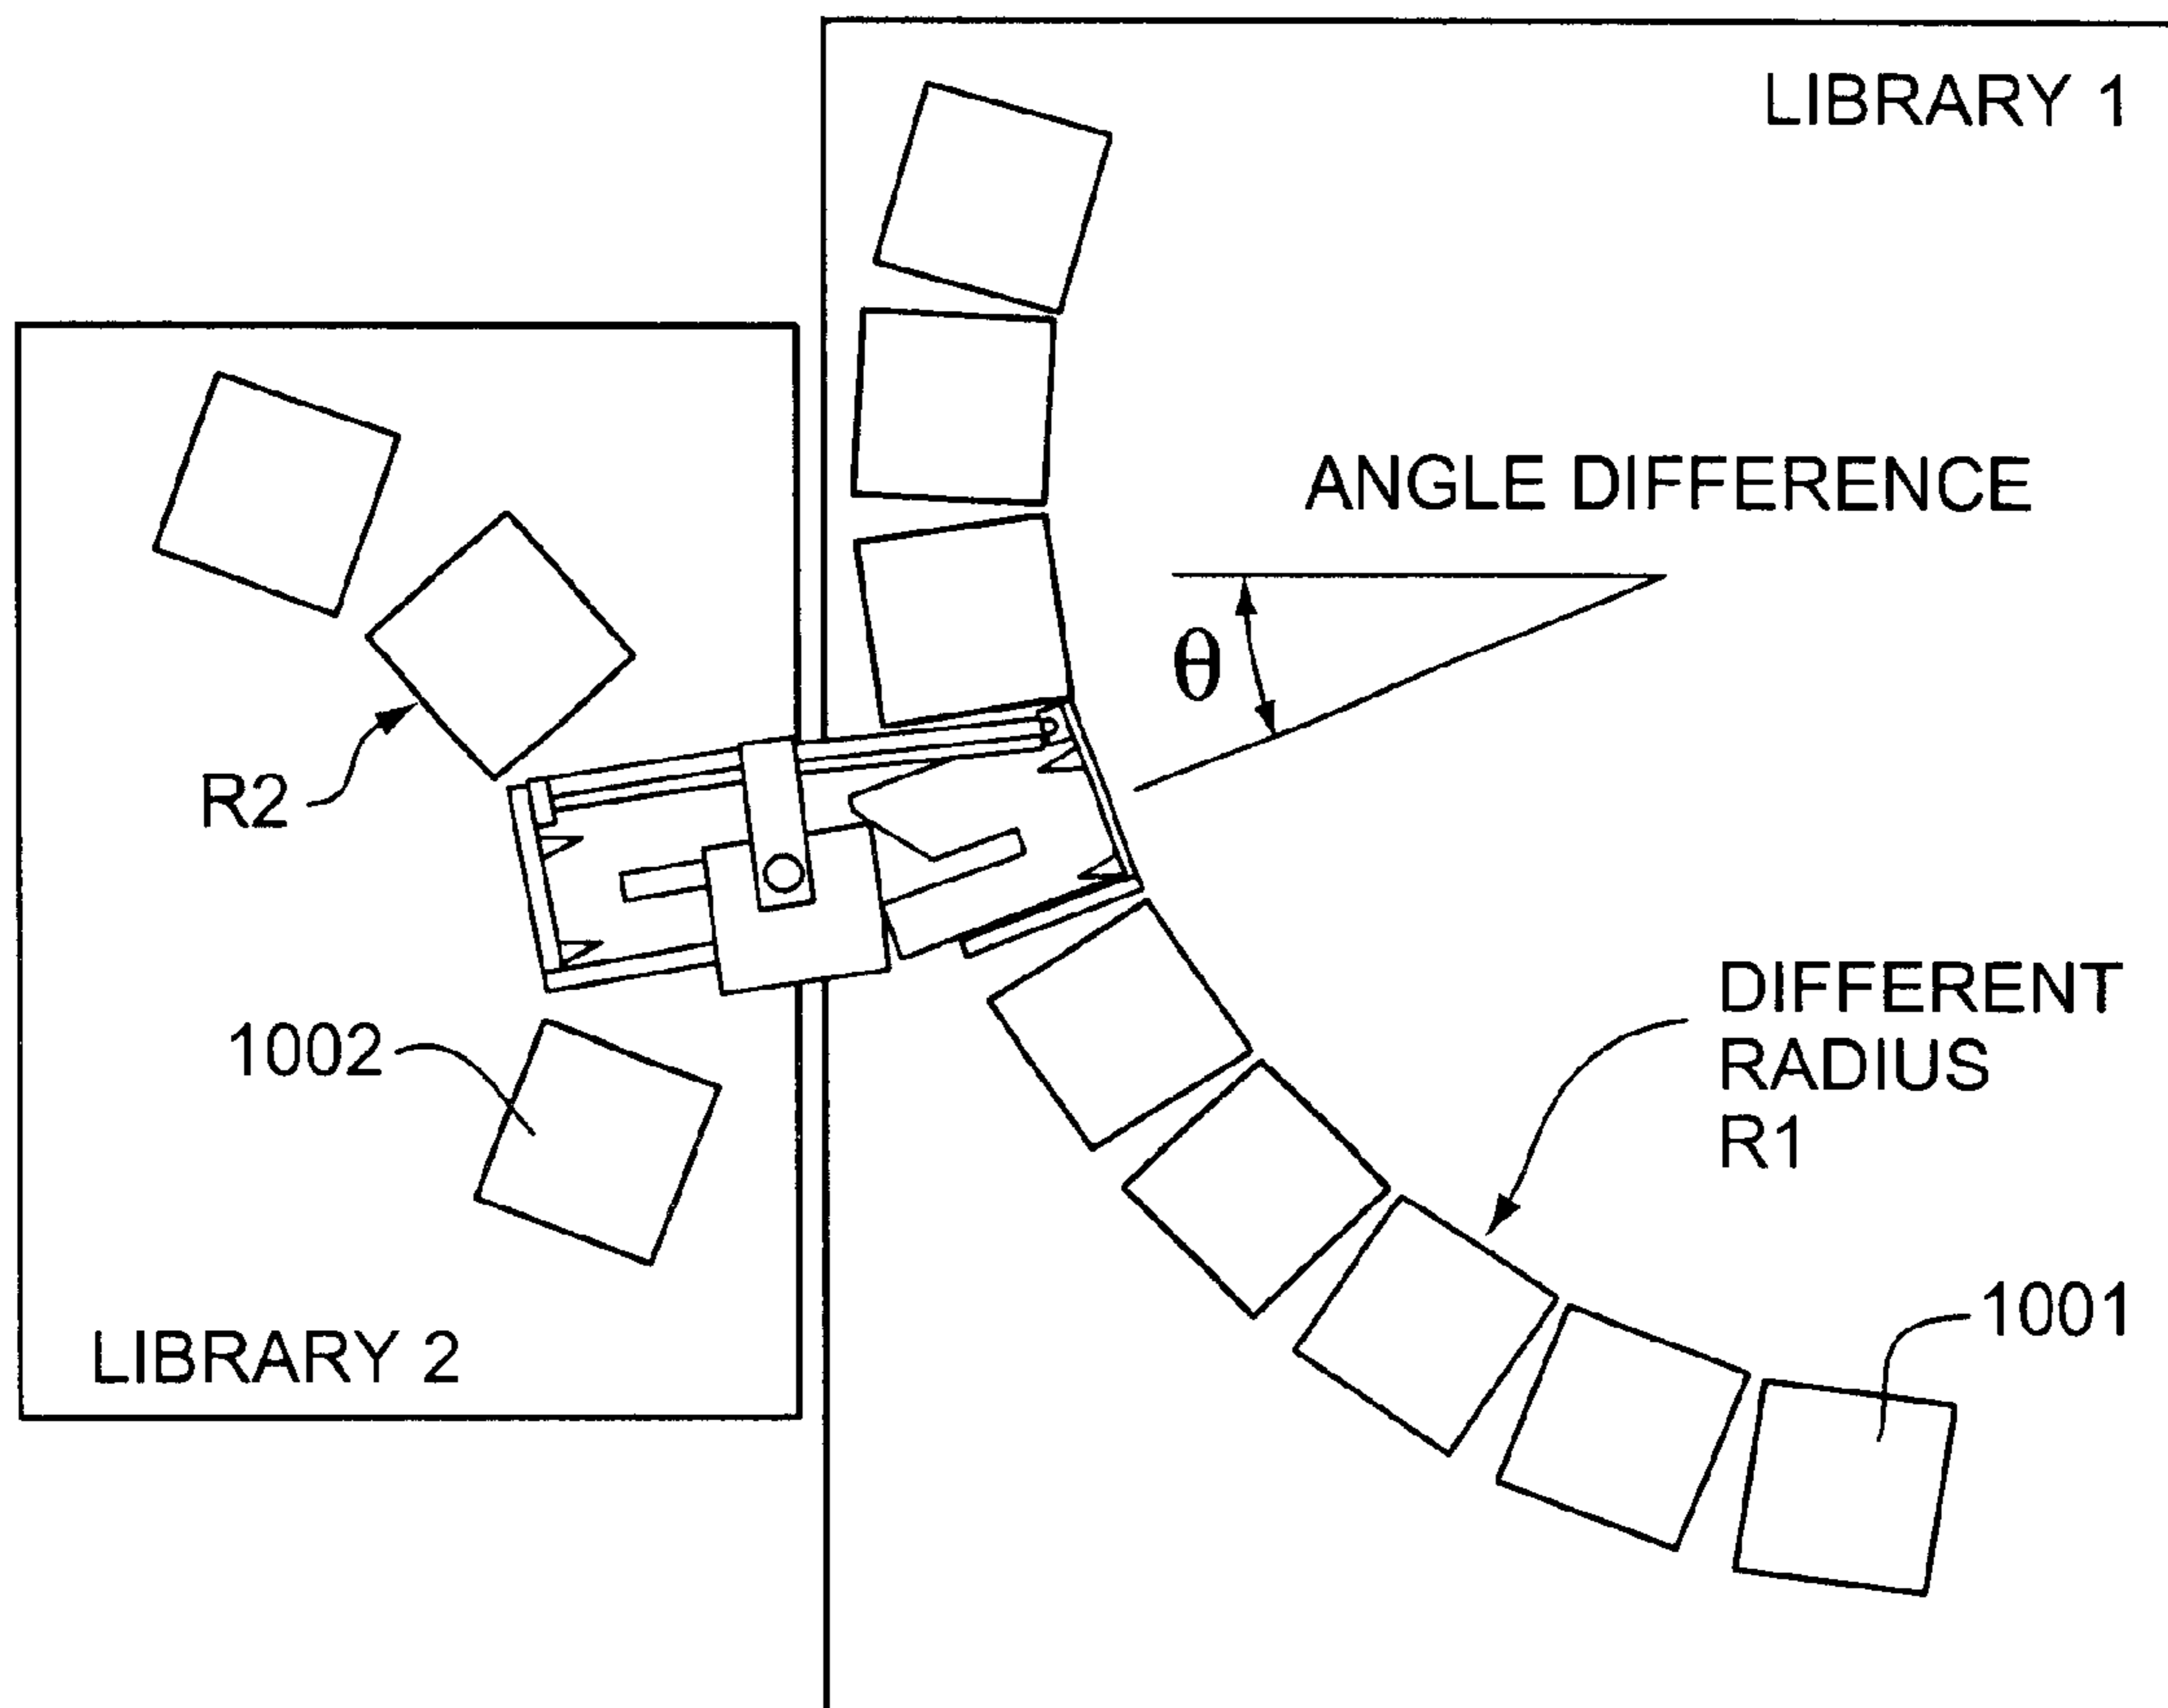 LIBRARY 1
ANGLE DIFFERENCE
θ
R2
DIFFERENT
RADIUS
R1
1002
1001
LIBRARY 2